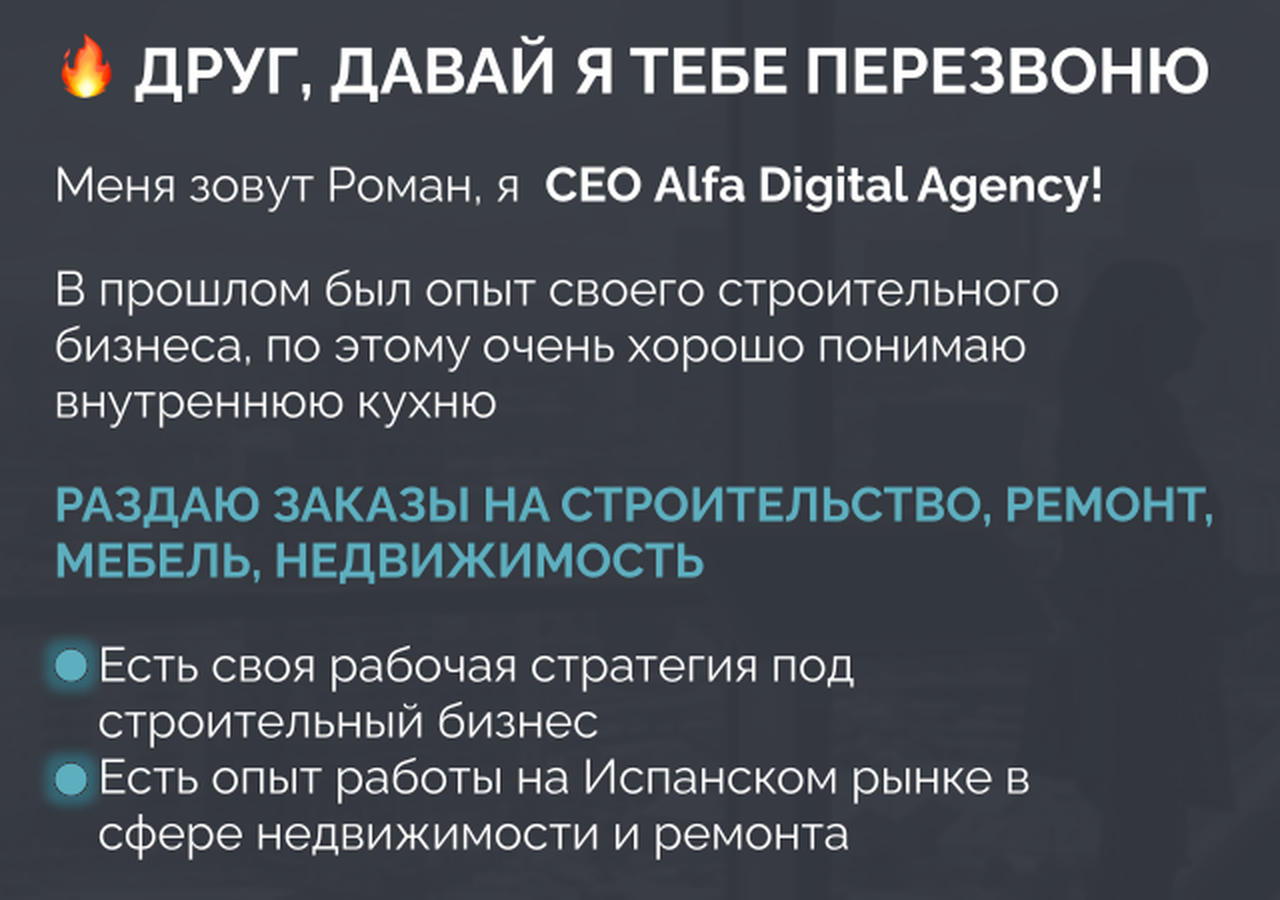 🔥 ДРУГ, ДАВАЙ Я ТЕБЕ ПЕРЕЗВОНЮ
Меня зовут Роман, я CEO Alfa Digital Agency!
В прошлом был опыт своего строительного
бизнеса, по этому очень хорошо понимаю
внутреннюю кухню
РАЗДАЮ ЗАКАЗЫ НА СТРОИТЕЛЬСТВО, РЕМОНТ,
МЕБЕЛЬ, НЕДВИЖИМОСТЬ
Есть своя рабочая стратегия под
строительный бизнес
Есть опыт работы на Испанском рынке в
сфере недвижимости и ремонта